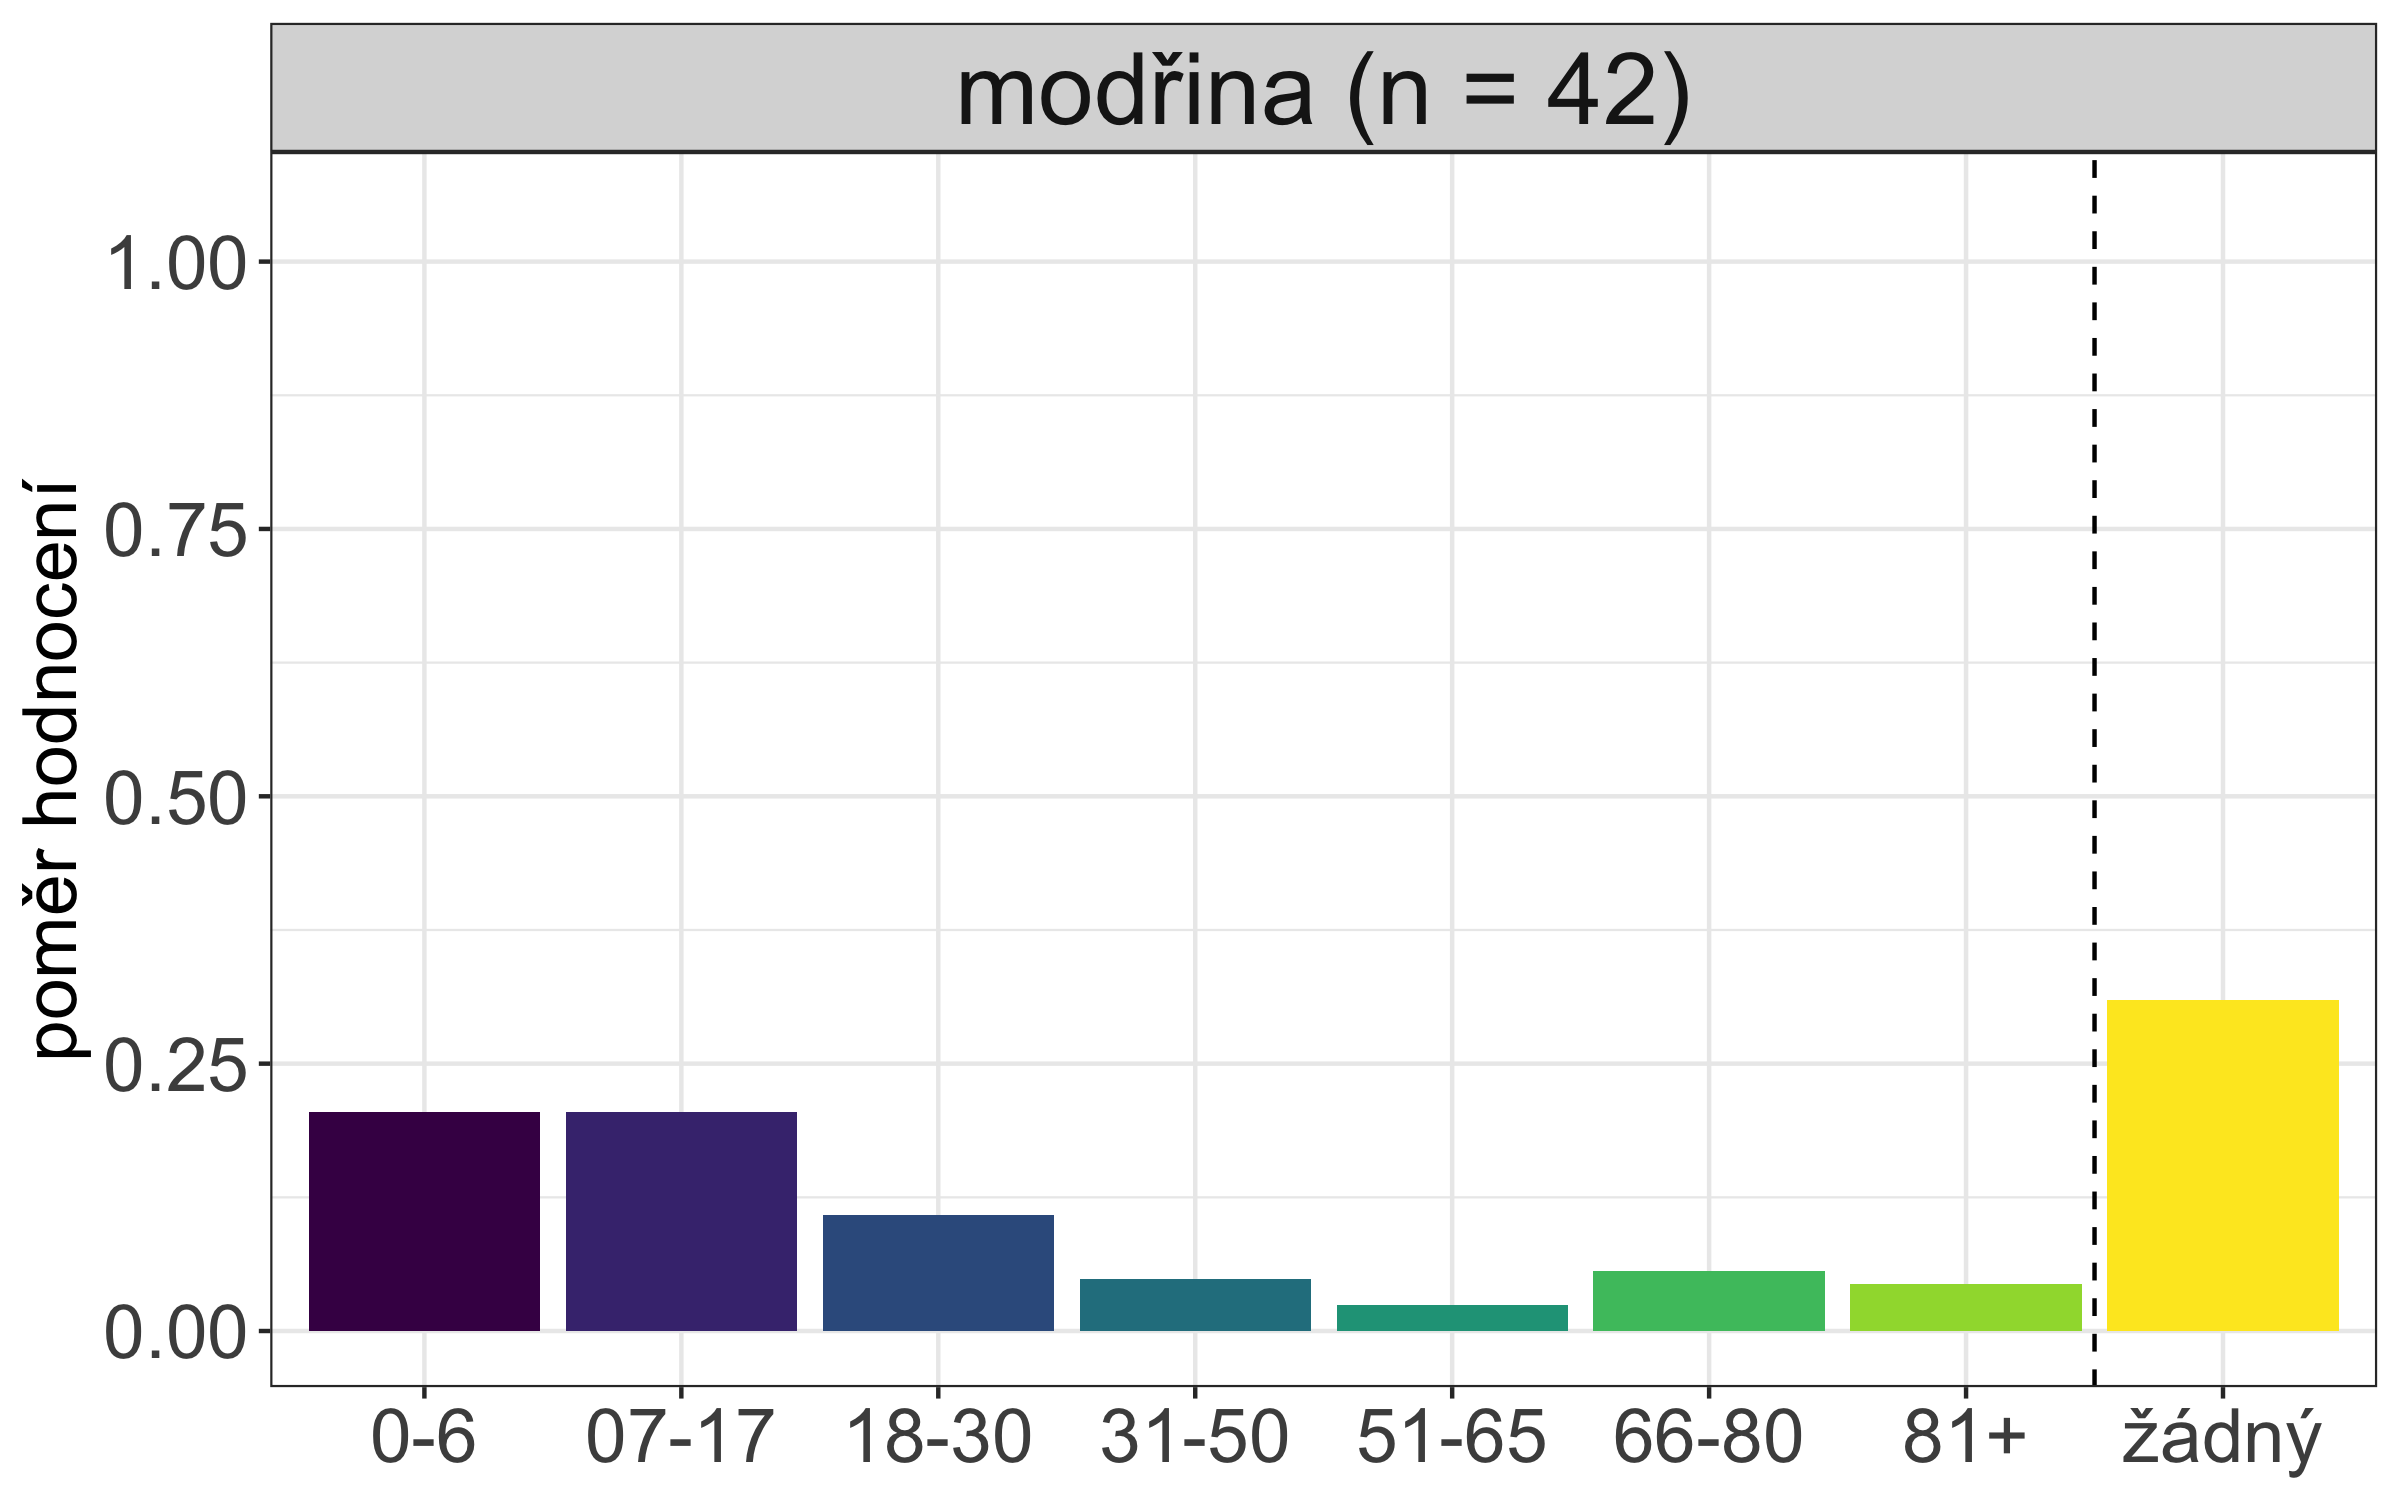 modřina (n = 42)
poměr hodnocení
1.00
0.75
0.50
0.25
0.00
0-6 07-17 18-30 31-50 51-65 66-80 81+ žádný